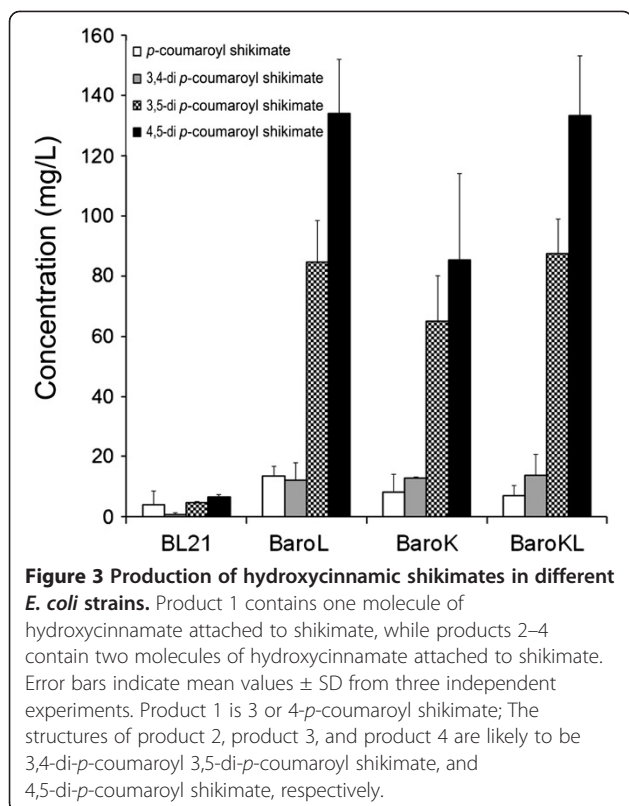 160
140
120
100
80
60
40
20
0
Concentration (mg/L)
p-coumaroyl shikimate
3,4-di p-coumaroyl shikimate
3,5-di p-coumaroyl shikimate
4,5-di p-coumaroyl shikimate
BL21 BaroL BaroK BaroKL
Figure 3 Production of hydroxycinnamic shikimates in different
E. coli strains. Product 1 contains one molecule of
hydroxycinnamate attached to shikimate, while products 2–4
contain two molecules of hydroxycinnamate attached to shikimate.
Error bars indicate mean values ± SD from three independent
experiments. Product 1 is 3 or 4-p-coumaroyl shikimate; The
structures of product 2, product 3, and product 4 are likely to be
3,4-di-p-coumaroyl 3,5-di-p-coumaroyl shikimate, and
4,5-di-p-coumaroyl shikimate, respectively.